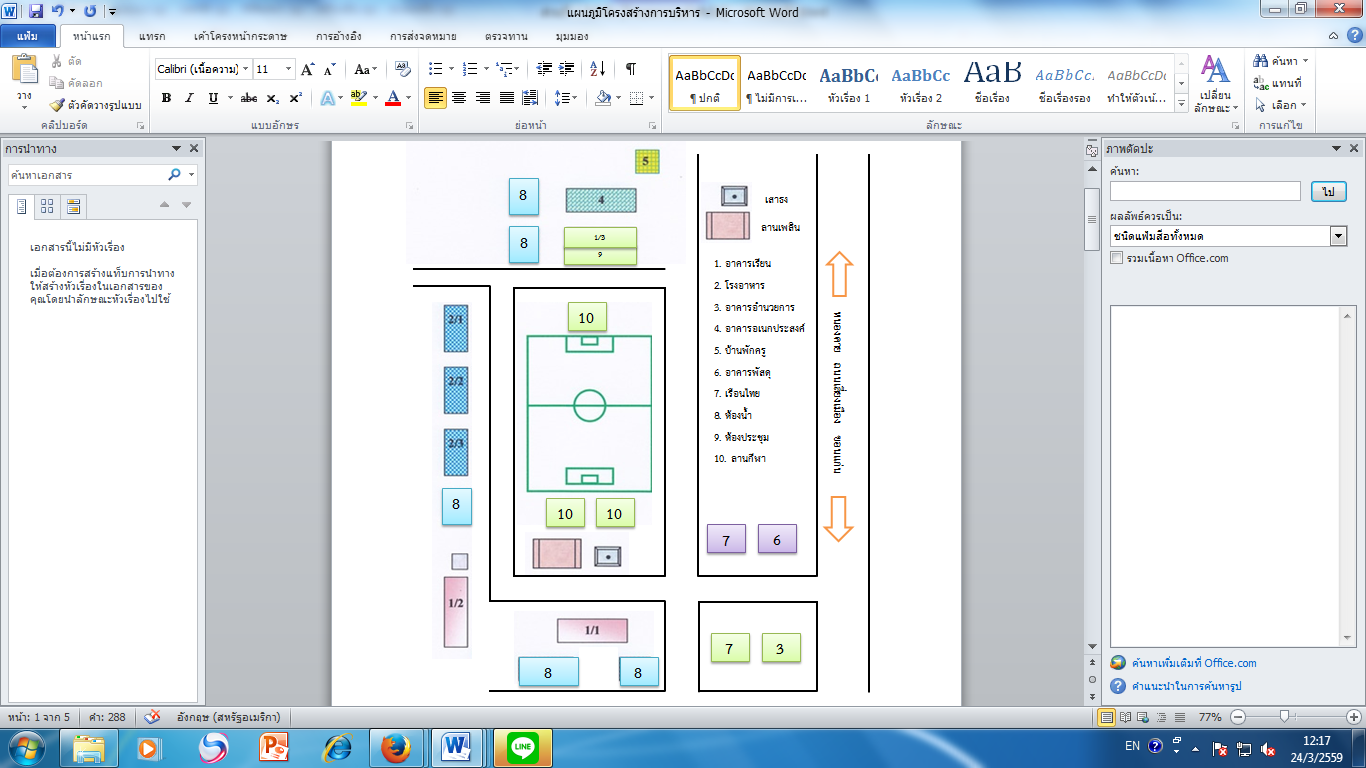 แผนภูมิโครงสร้างการบริหาร - Microsoft Word
แฟ้ม หน้าแรก แทรก เค้าโครงหน้ากระดาษ การอ้างอิง การส่งจดหมาย ตรวจทาน มุมมอง
วาง
ตัด
คัดลอก
ตัวคัดวางรูปแบบ
คลิปบอร์ด
Calibri (เนื้อความ) 11
แบบอักษร
ย่อหน้า
AaBbCcDc AaBbCcDc AaBbC AaBbCc AaB AaBbCcL AaBbCcDc
¶ ปกติ ¶ ไม่มีการเ... หัวเรื่อง 1 หัวเรื่อง 2 ชื่อเรื่อง ชื่อเรื่องรอง ทำให้ตัวเน้...
เปลี่ยน
ลักษณะ
ลักษณะ
ค้นหา
แทนที่
เลือก
การแก้ไข
การนำทาง
ค้นหาเอกสาร
เอกสารนี้ไม่มีหัวเรื่อง
เมื่อต้องการสร้างแท็บการนำทาง
ให้สร้างหัวเรื่องในเอกสารของ
คุณโดยนำลักษณะหัวเรื่องไปใช้
5
8 4
8 1/3
9
2/1
2/2
2/3
8
1/2
10
10 10
1/1
8 8
เสาธง
ลานเพลิน
1. อาคารเรียน
2. โรงอาหาร
3. อาคารอำนวยการ
4. อาคารอเนกประสงค์
5. บ้านพักครู
6. อาคารพัสดุ
7. เรือนไทย
8. ห้องน้ำ
9. ห้องประชุม
10. ลานกีฬา
7 6
7 3
หนองคาย ถนนเลี่ยงเมือง ขอนแก่น
ภาพตัดปะ
ค้นหา:
ไป
ผลลัพธ์ควรเป็น:
ชนิดแฟ้มสื่อทั้งหมด
รวมเนื้อหา Office.com
ค้นหาเพิ่มเติมที่ Office.com
คำแนะนำในการค้นหารูป
หน้า: 1 จาก 5 คำ: 288 อังกฤษ (สหรัฐอเมริกา) 77%
LINE
EN
12:17
24/3/2559